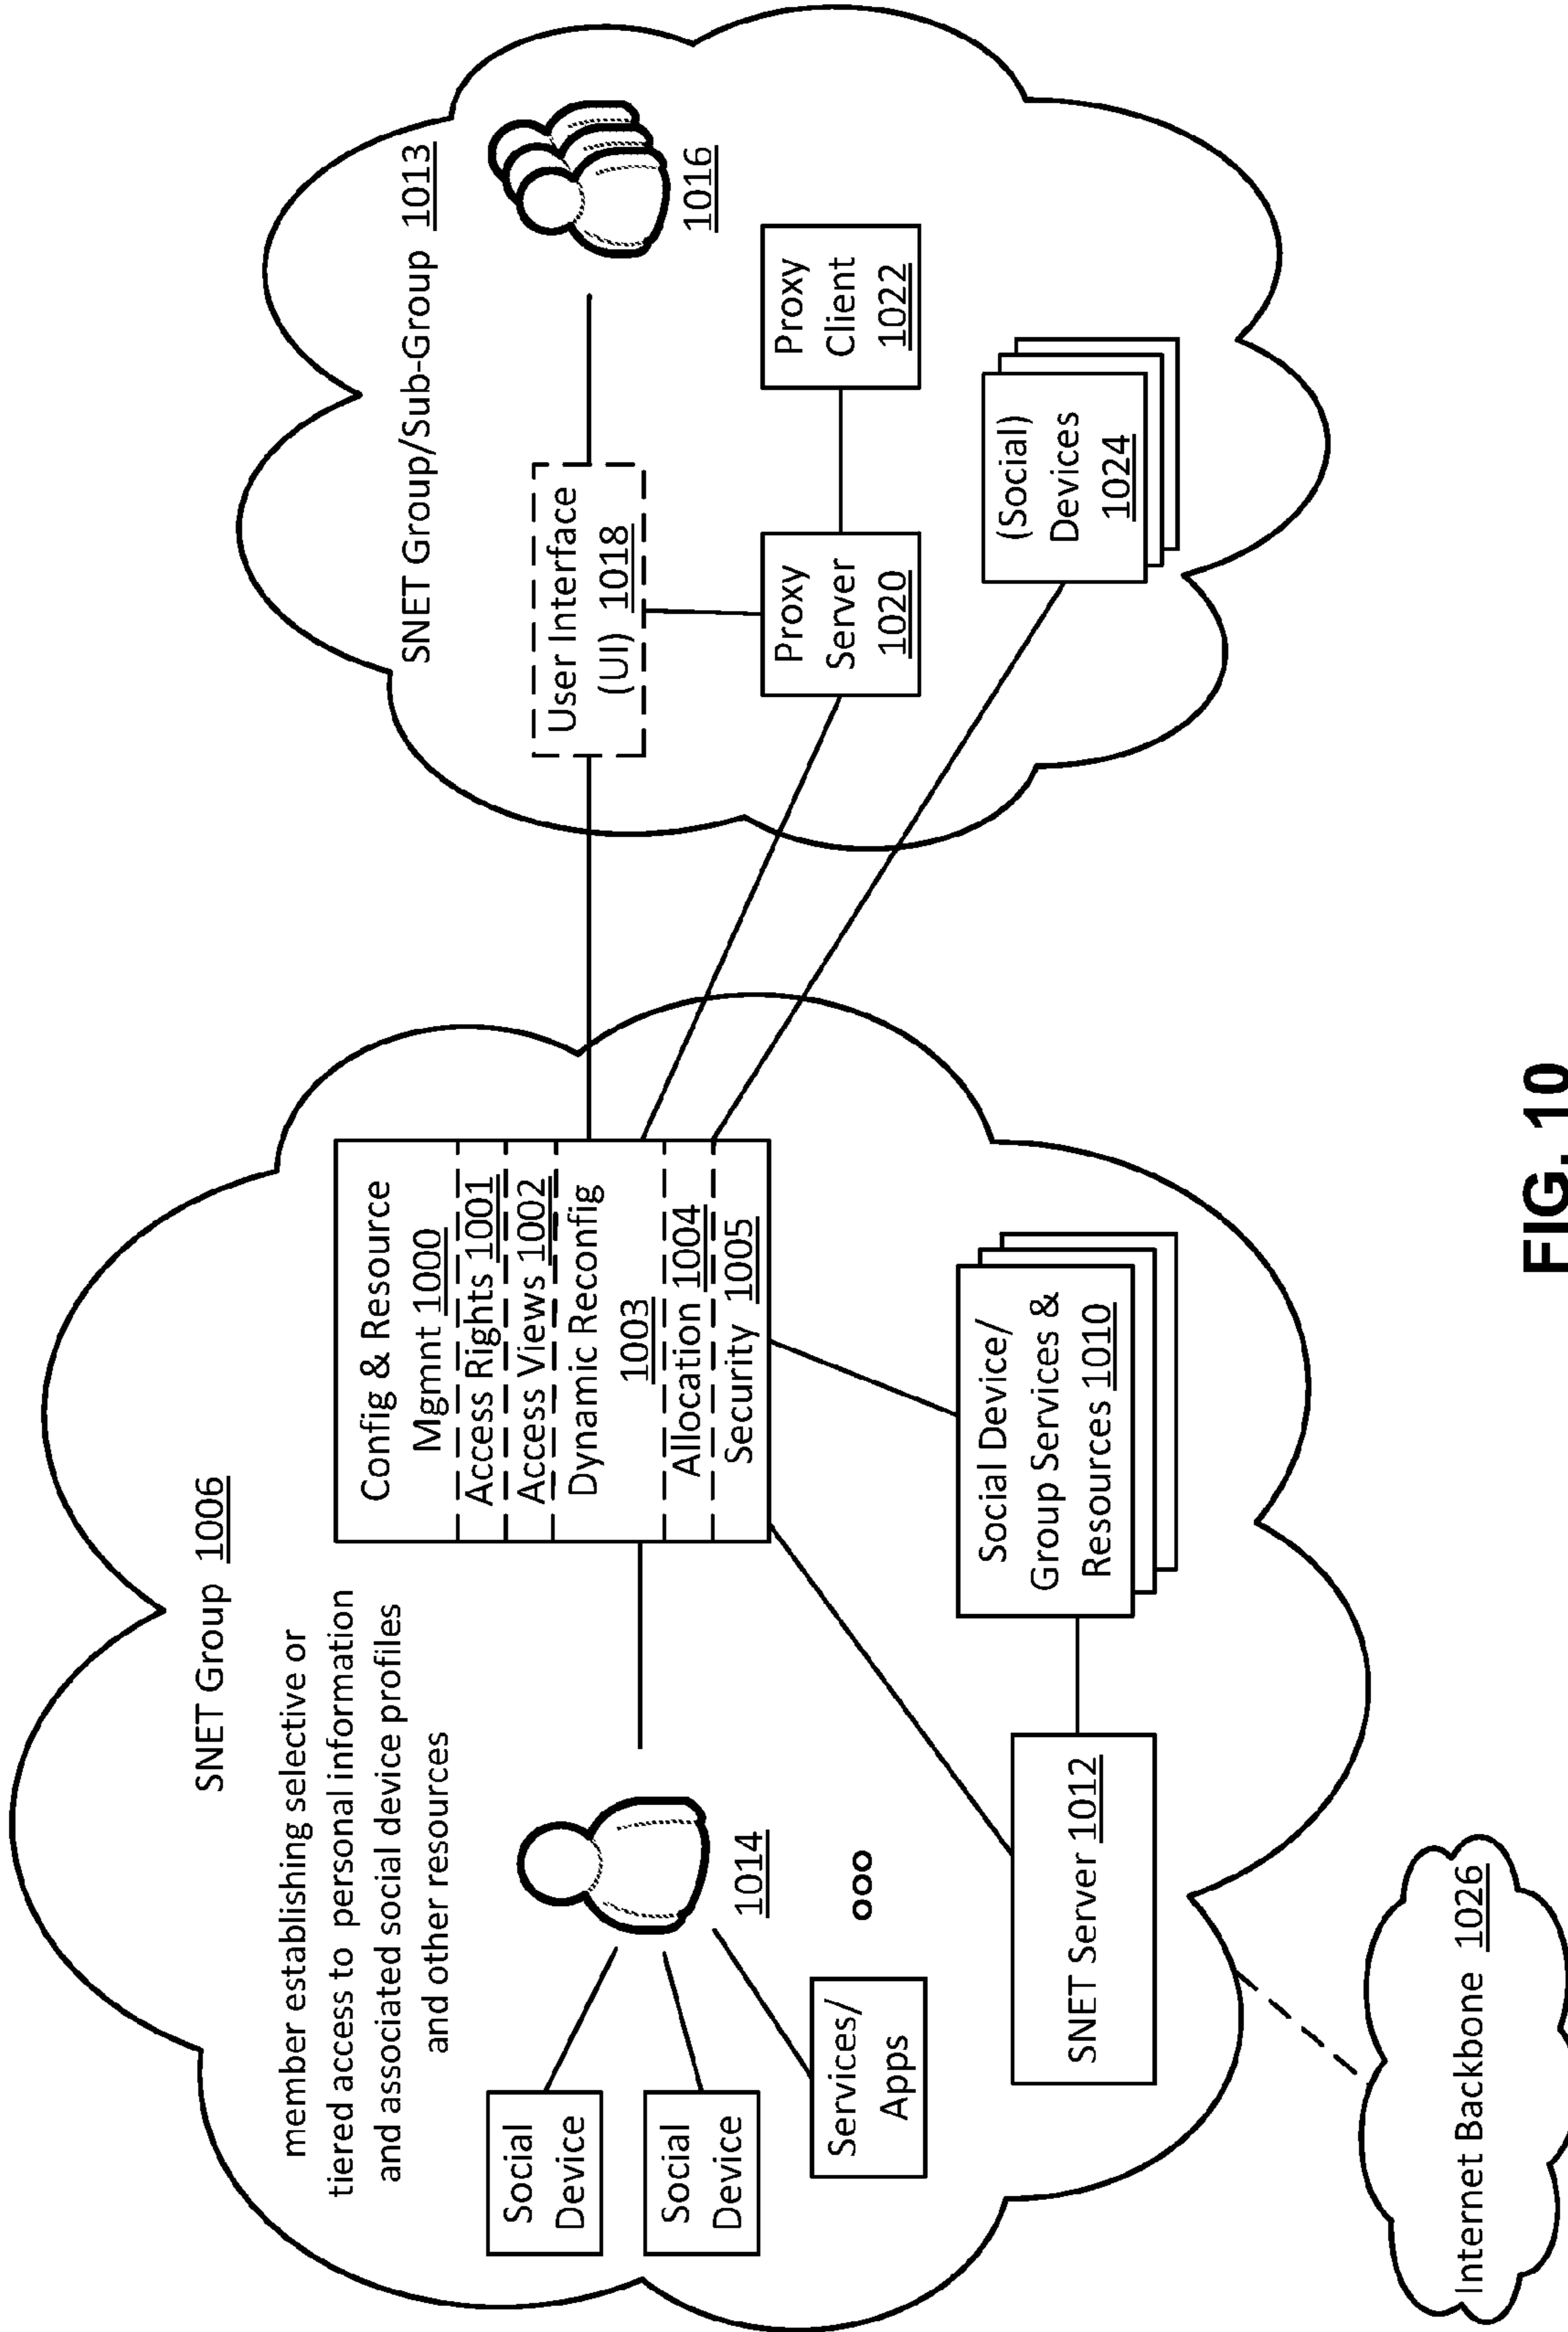 SNET Group 1006
member establishing selective or
tiered access to personal information
and associated social device profiles
and other resources
Social
Device
Social
Device
Services/
Apps
1014
ooo
Config & Resource
Mgmnt 1000
Access Rights 1001
Access Views 1002
Dynamic Reconfig
1003
Allocation 1004
Security 1005
SNET Server 1012
Social Device/
Group Services &
Resources 1010
Internet Backbone 1026
SNET Group/Sub-Group 1013
1016
User Interface
(UI) 1018
Proxy
Server
1020
Proxy
Client
1022
(Social)
Devices
1024
FIG. 10